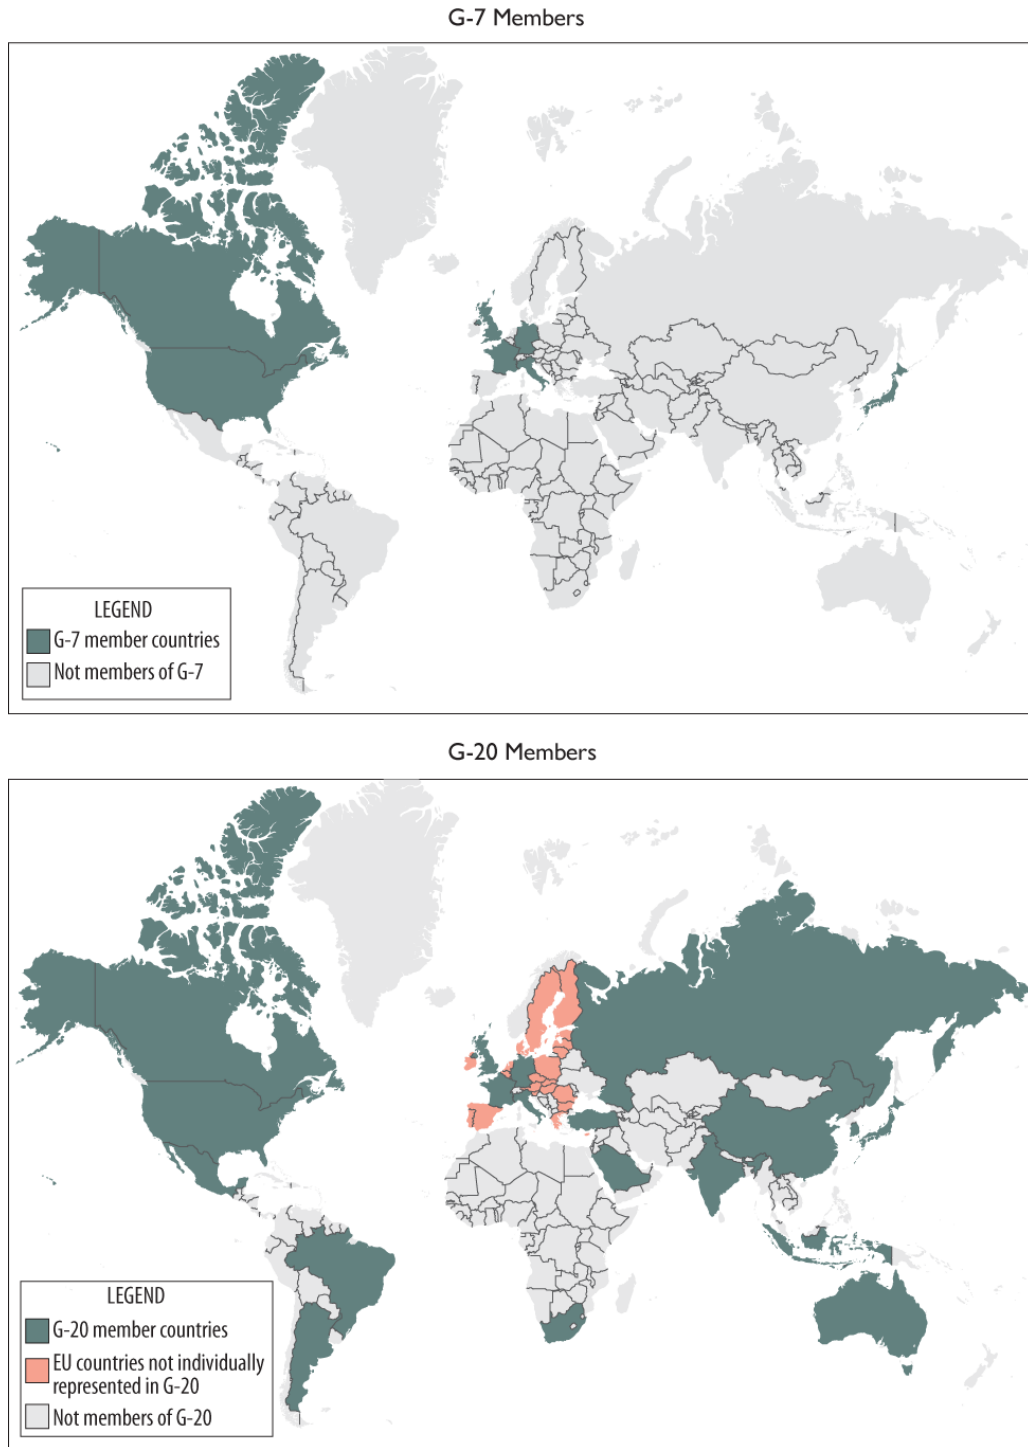 G-7 Members
LEGEND
G-7 member countries
Not members of G-7
G-20 Members
LEGEND
G-20 member countries
EU countries not individually
represented in G-20
Not members of G-20